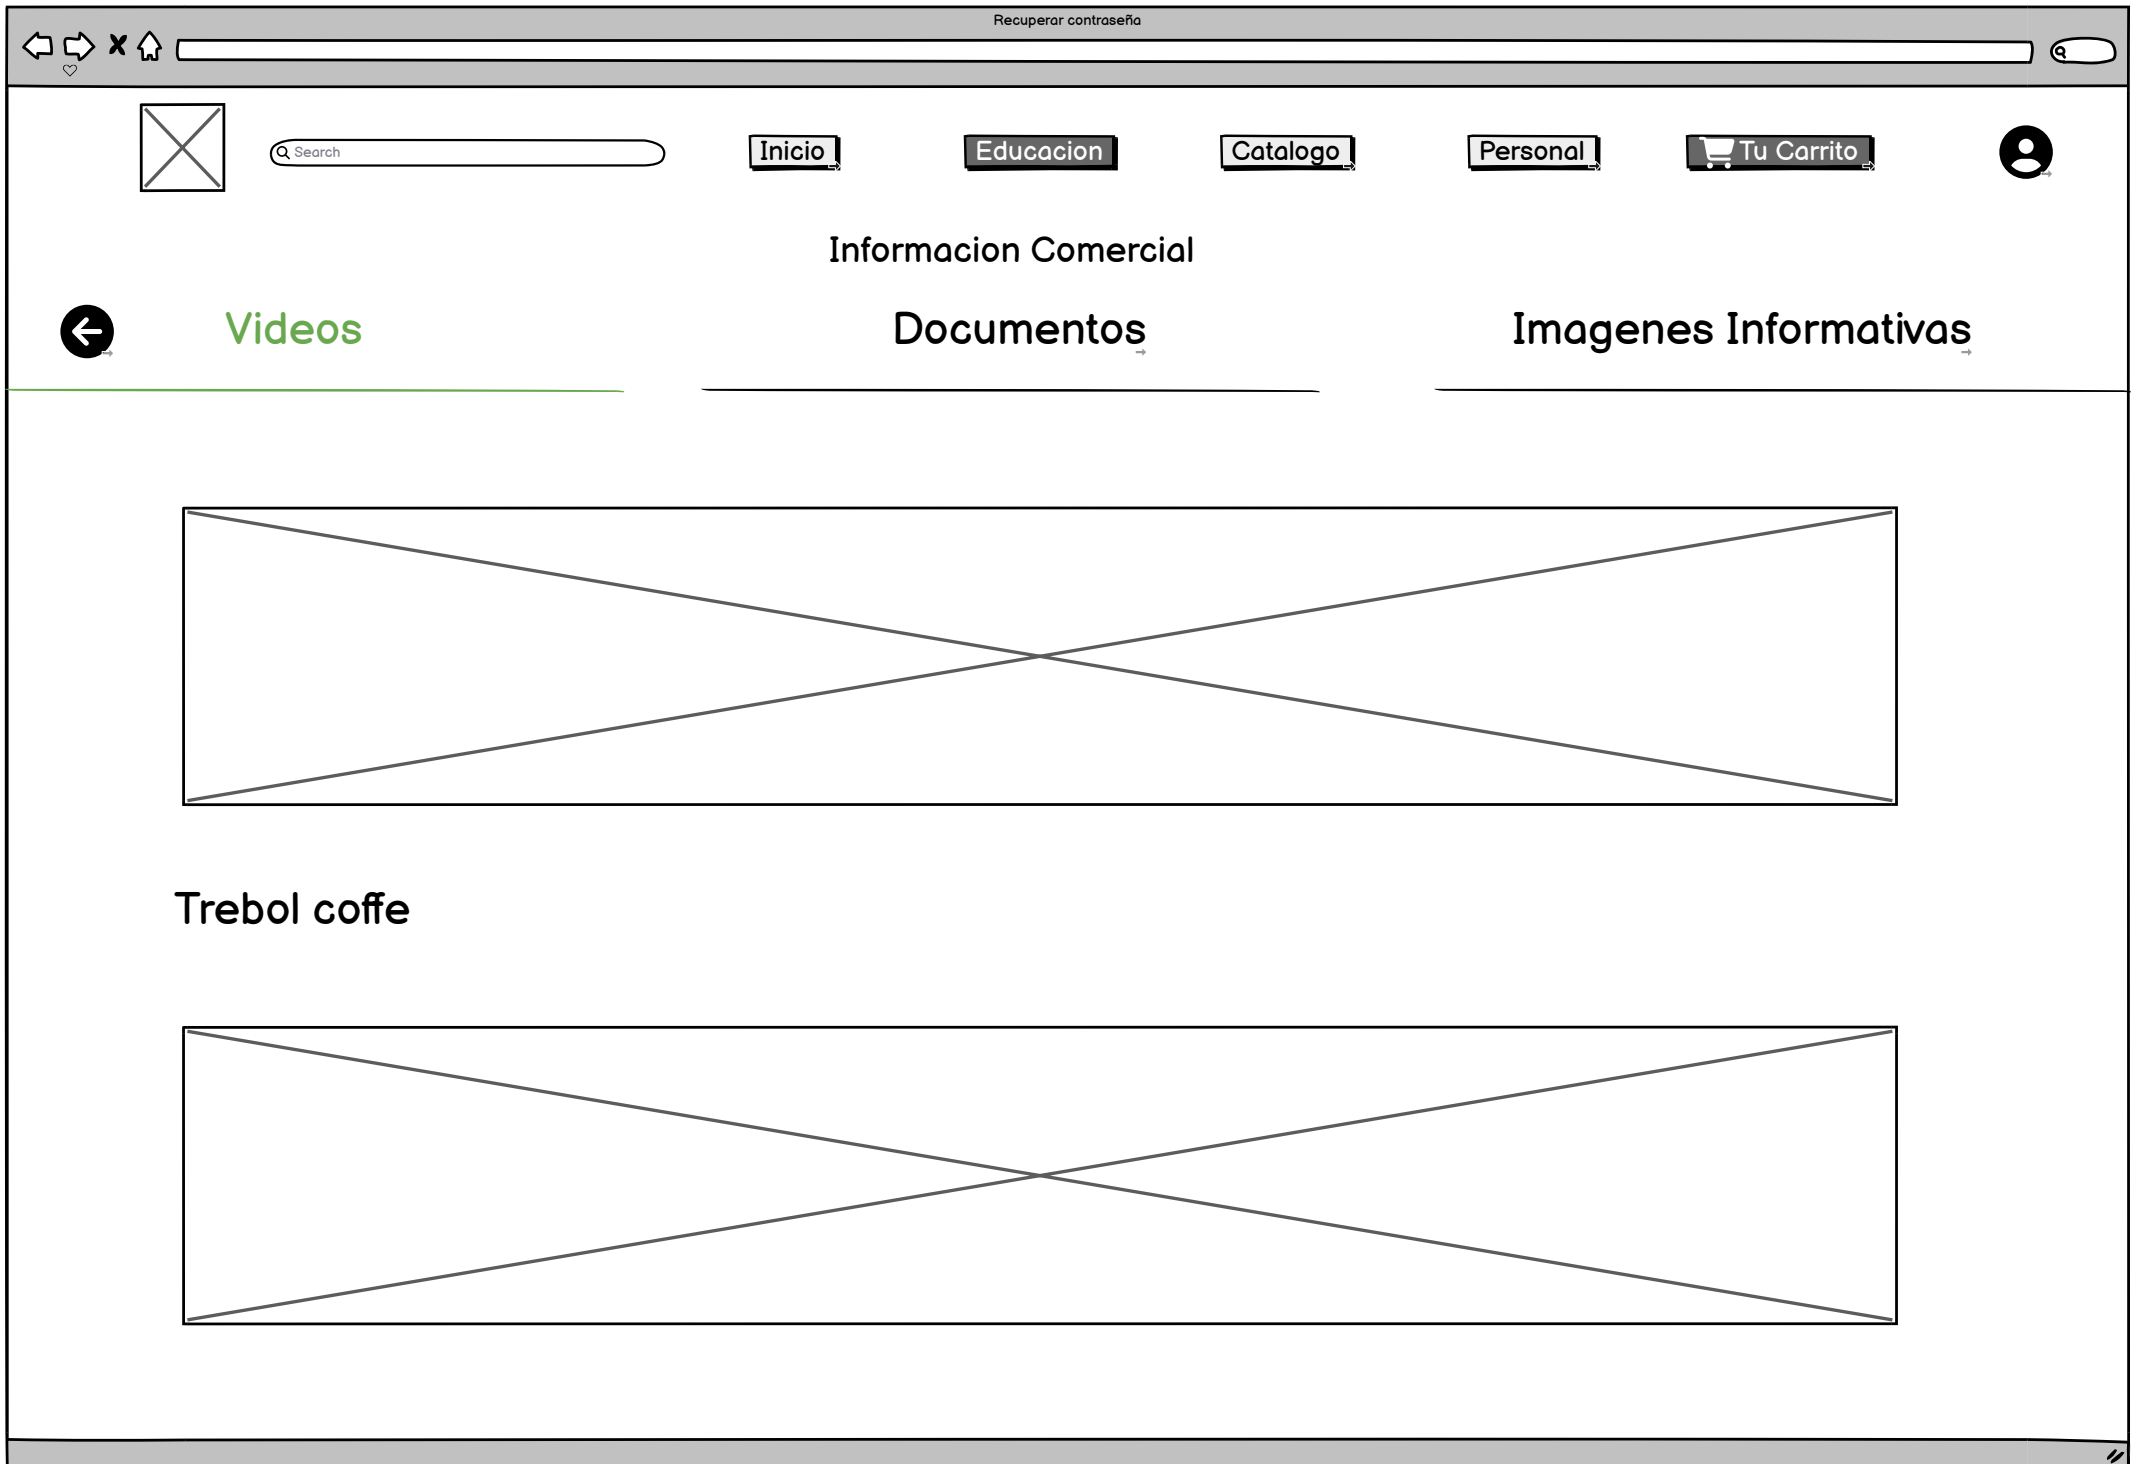 Recuperar contraseña
Search
Inicio
Educacion
Catalogo
Personal
Tu Carrito
Informacion Comercial
Videos
Documentos
Imagenes Informativas
Trebol coffe